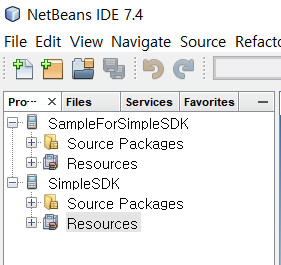 NetBeans IDE 7.4
File Edit View Navigate Source Refacto
Pro... Files Services Favorites
SampleForSimpleSDK
Source Packages
Resources
SimpleSDK
Source Packages
Resources